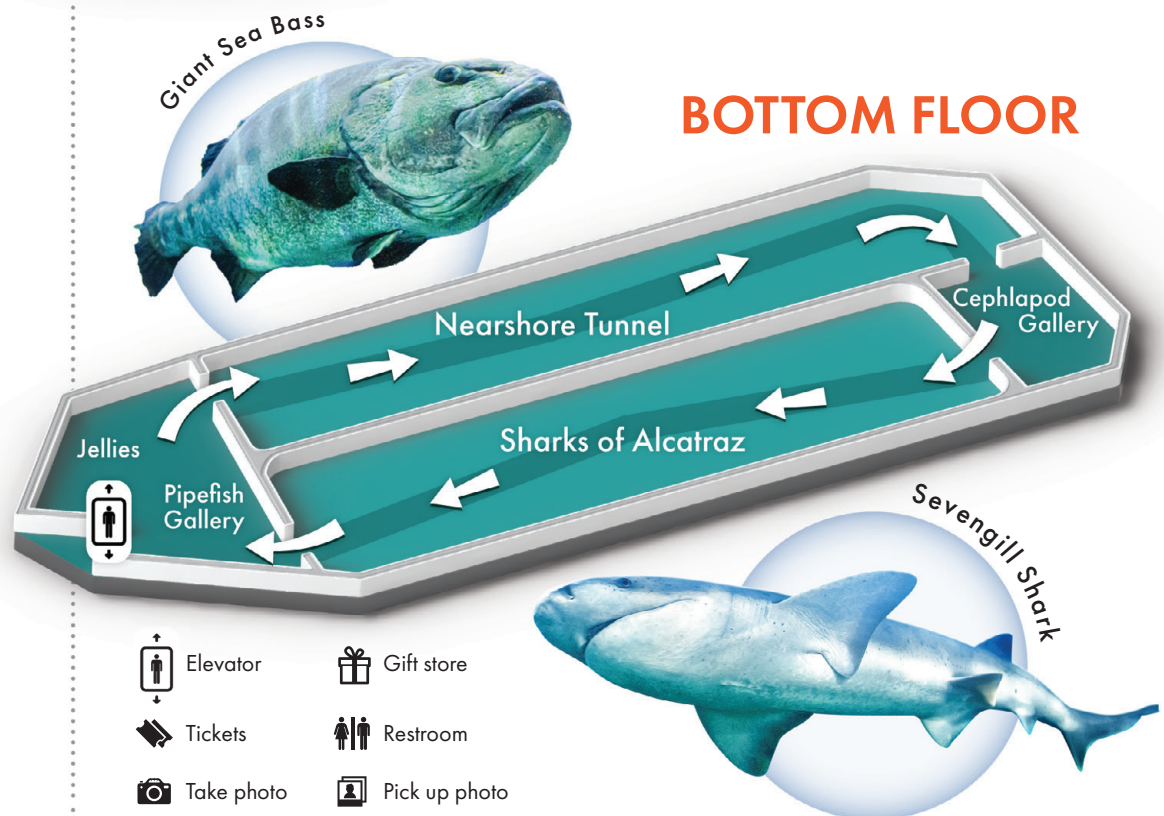 Giant Sea Bass
BOTTOM FLOOR
Nearshore Tunnel
Cephlapod
Gallery
Sharks of Alcatraz
Jellies
Pipefish
Gallery
Sevengill Shark
Elevator
Gift store
Tickets
Restroom
Take photo
Pick up photo